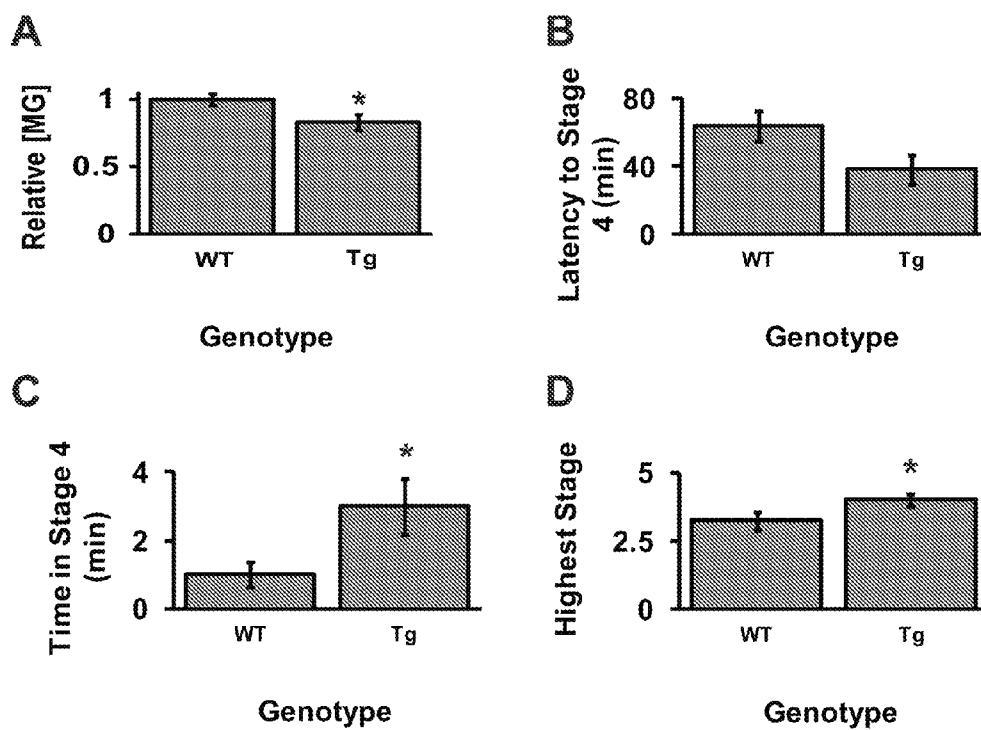 A
Relative [MG]
1
0.5
0
*
WT Tg
Genotype
B
Latency to Stage
4 (min)
80
40
0
WT Tg
Genotype
C
Time in Stage 4
(min)
4
2
0
*
WT Tg
Genotype
D
Highest Stage
5
2.5
0
*
WT Tg
Genotype